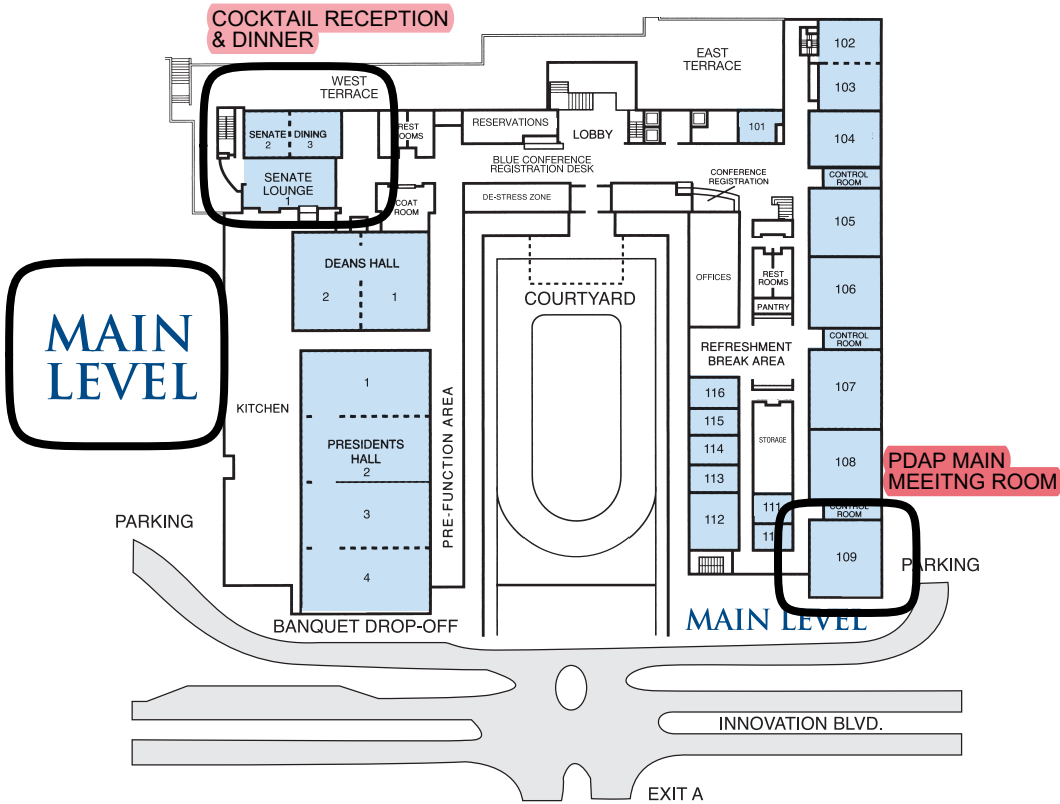 COCKTAIL RECEPTION
& DINNER
WEST
TERRACE
EAST
TERRACE
102
103
SENATE DINING
2 3
REST
ROOMS
RESERVATIONS
LOBBY
101
104
BLUE CONFERENCE
REGISTRATION DESK
SENATE
LOUNGE
1
COAT
ROOM
DE-STRESS ZONE
CONFERENCE
REGISTRATION
CONTROL
ROOM
105
DEANS HALL
2 1
OFFICES
REST
ROOMS
PANTRY
106
COURTYARD
MAIN
LEVEL
REFRESHMENT
BREAK AREA
CONTROL
ROOM
107
KITCHEN
1
PRESIDENTS
HALL
2
3
4
PRE-FUNCTION AREA
116
115
114
113
112
STORAGE
111
108
PDAP MAIN
MEEITNG ROOM
CONTROL
ROOM
109
PARKING
PARKING
BANQUET DROP-OFF
MAIN LEVEL
INNOVATION BLVD.
EXIT A